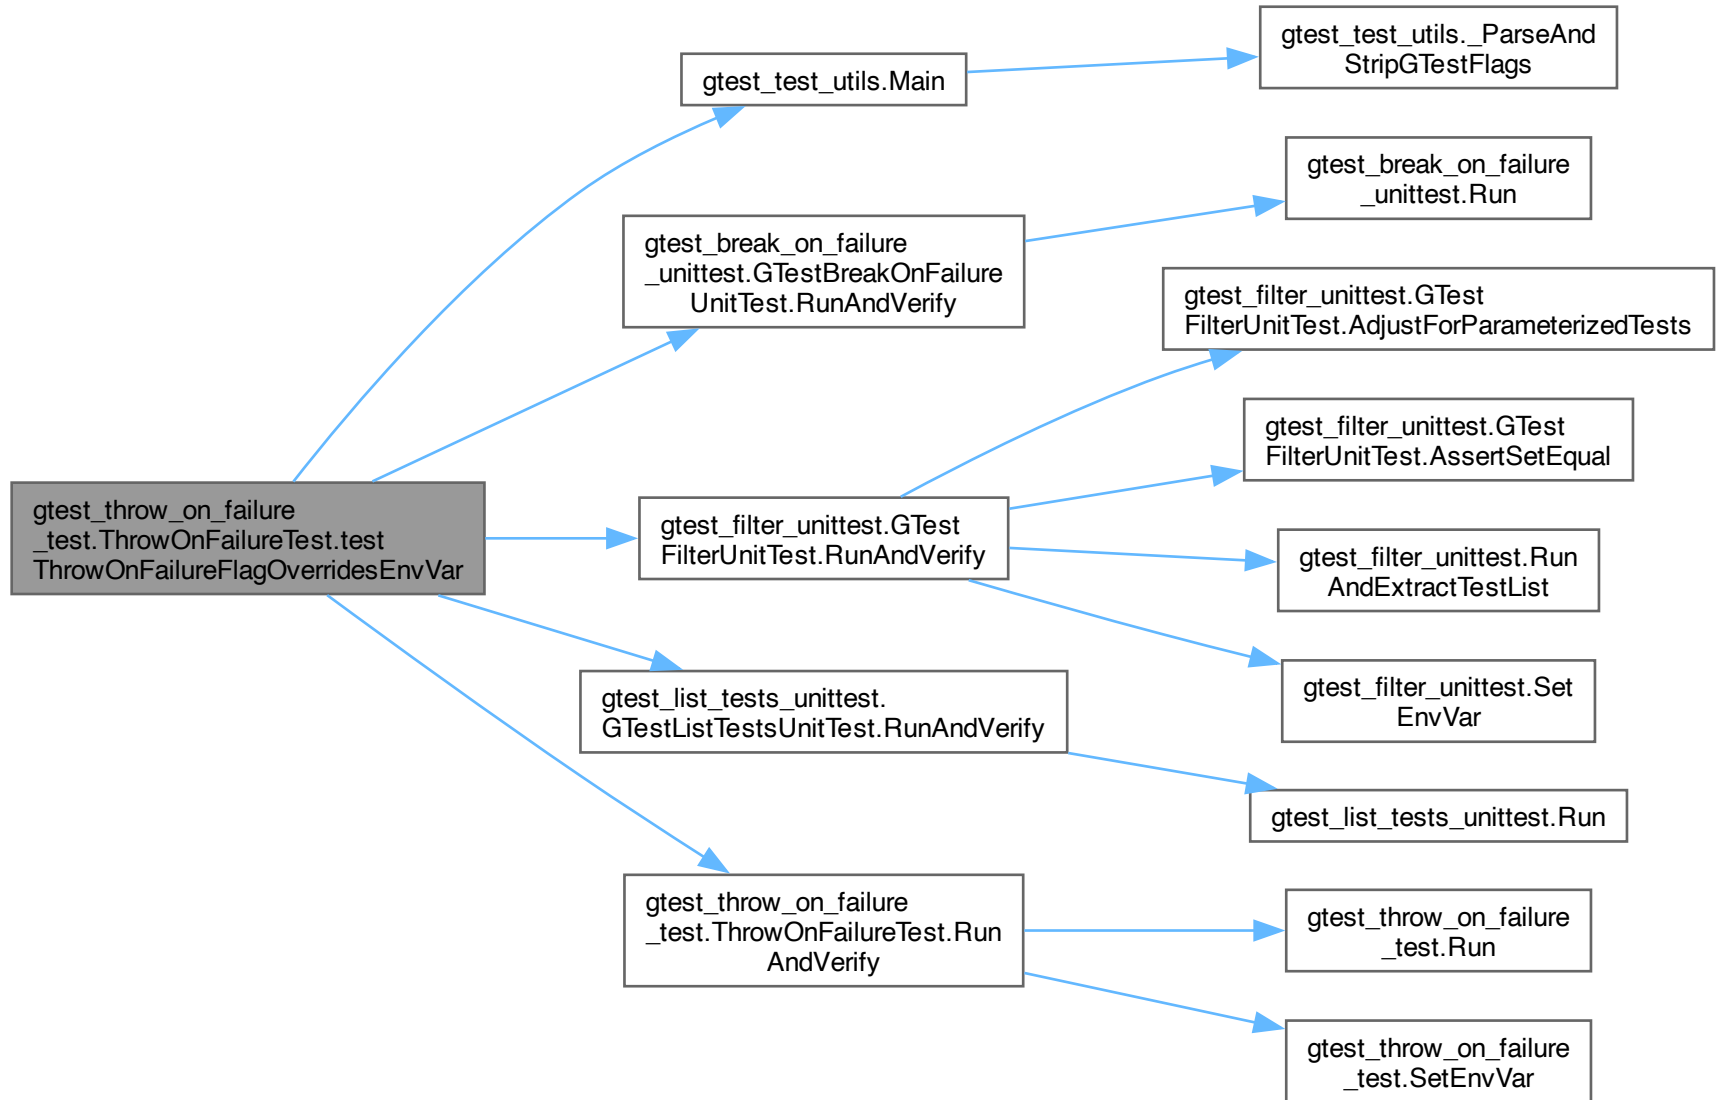 gtest_test_utils._ParseAnd
StripGTestFlags
gtest_test_utils.Main
gtest_break_on_failure
_unittest.Run
gtest_break_on_failure
_unittest.GTestBreakOnFailure
UnitTest.RunAndVerify
gtest_filter_unittest.GTest
FilterUnitTest.AdjustForParameterizedTests
gtest_filter_unittest.GTest
FilterUnitTest.AssertSetEqual
gtest_throw_on_failure
_test.ThrowOnFailureTest.test
ThrowOnFailureFlagOverridesEnvVar
gtest_filter_unittest.GTest
FilterUnitTest.RunAndVerify
gtest_filter_unittest.Run
AndExtractTestList
gtest_filter_unittest.Set
EnvVar
gtest_list_tests_unittest.
GTestListTestsUnitTest.RunAndVerify
gtest_list_tests_unittest.Run
gtest_throw_on_failure
_test.ThrowOnFailureTest.Run
AndVerify
gtest_throw_on_failure
_test.Run
gtest_throw_on_failure
_test.SetEnvVar